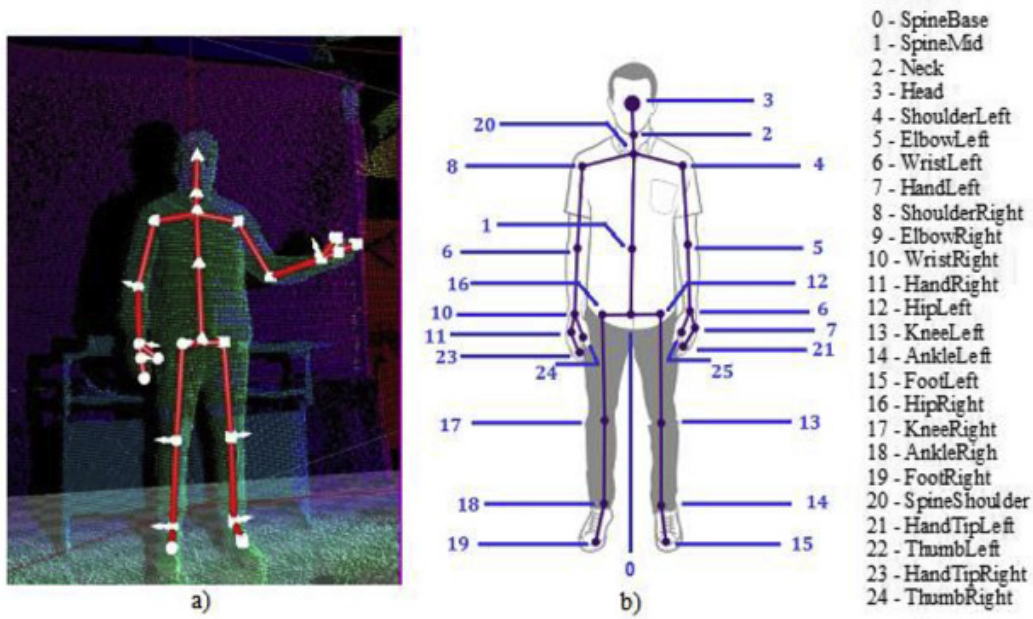 0 - SpineBase
1 - SpineMid
2 - Neck
3 - Head
4 - ShoulderLeft
5 - ElbowLeft
6 - WristLeft
7 - HandLeft
8 - ShoulderRight
9 - ElbowRight
10 - WristRight
11 - HandRight
12 - HipLeft
13 - KneeLeft
14 - AnkleLeft
15 - FootLeft
16 - HipRight
17 - KneeRight
18 - AnkleRigh
19 - FootRight
20 - SpineShoulder
21 - HandTipLeft
22 - ThumbLeft
23 - HandTipRight
24 - ThumbRight
3
20 2
8 4
1
6 5
16 12
10 6
11 7
23 21
24 25
17 13
18 14
19 15
0
a) b)